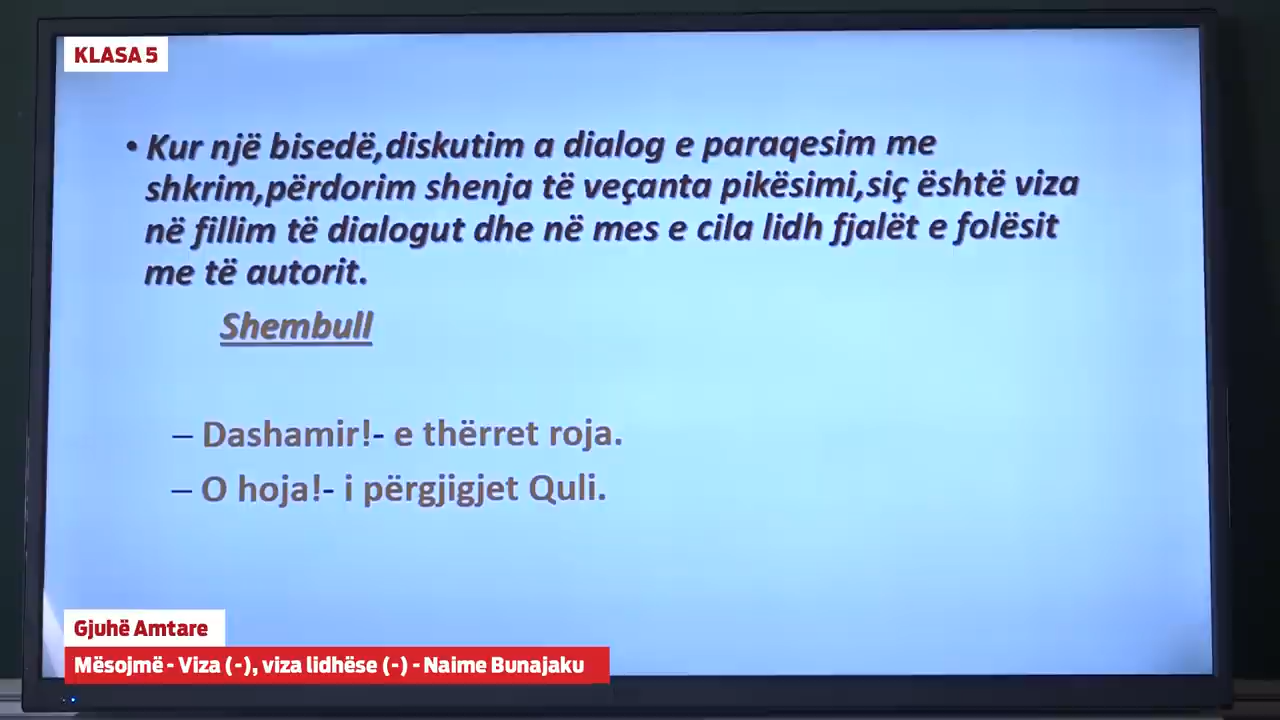 KLASA 5
• Kur një bisedë,diskutim a dialog e paraqesim me
shkrim,përdorim shenja të veçanta pikësimi,siç është viza
në fillim të dialogut dhe në mes e cila lidh fjalët e folësit
me të autorit.
Shembull
– Dashamir!- e thërret roja.
– O hoja!- i përgjigjet Quli.
Gjuhë Amtare
Mësojmë - Viza (-), viza lidhëse (-) - Naime Bunajaku